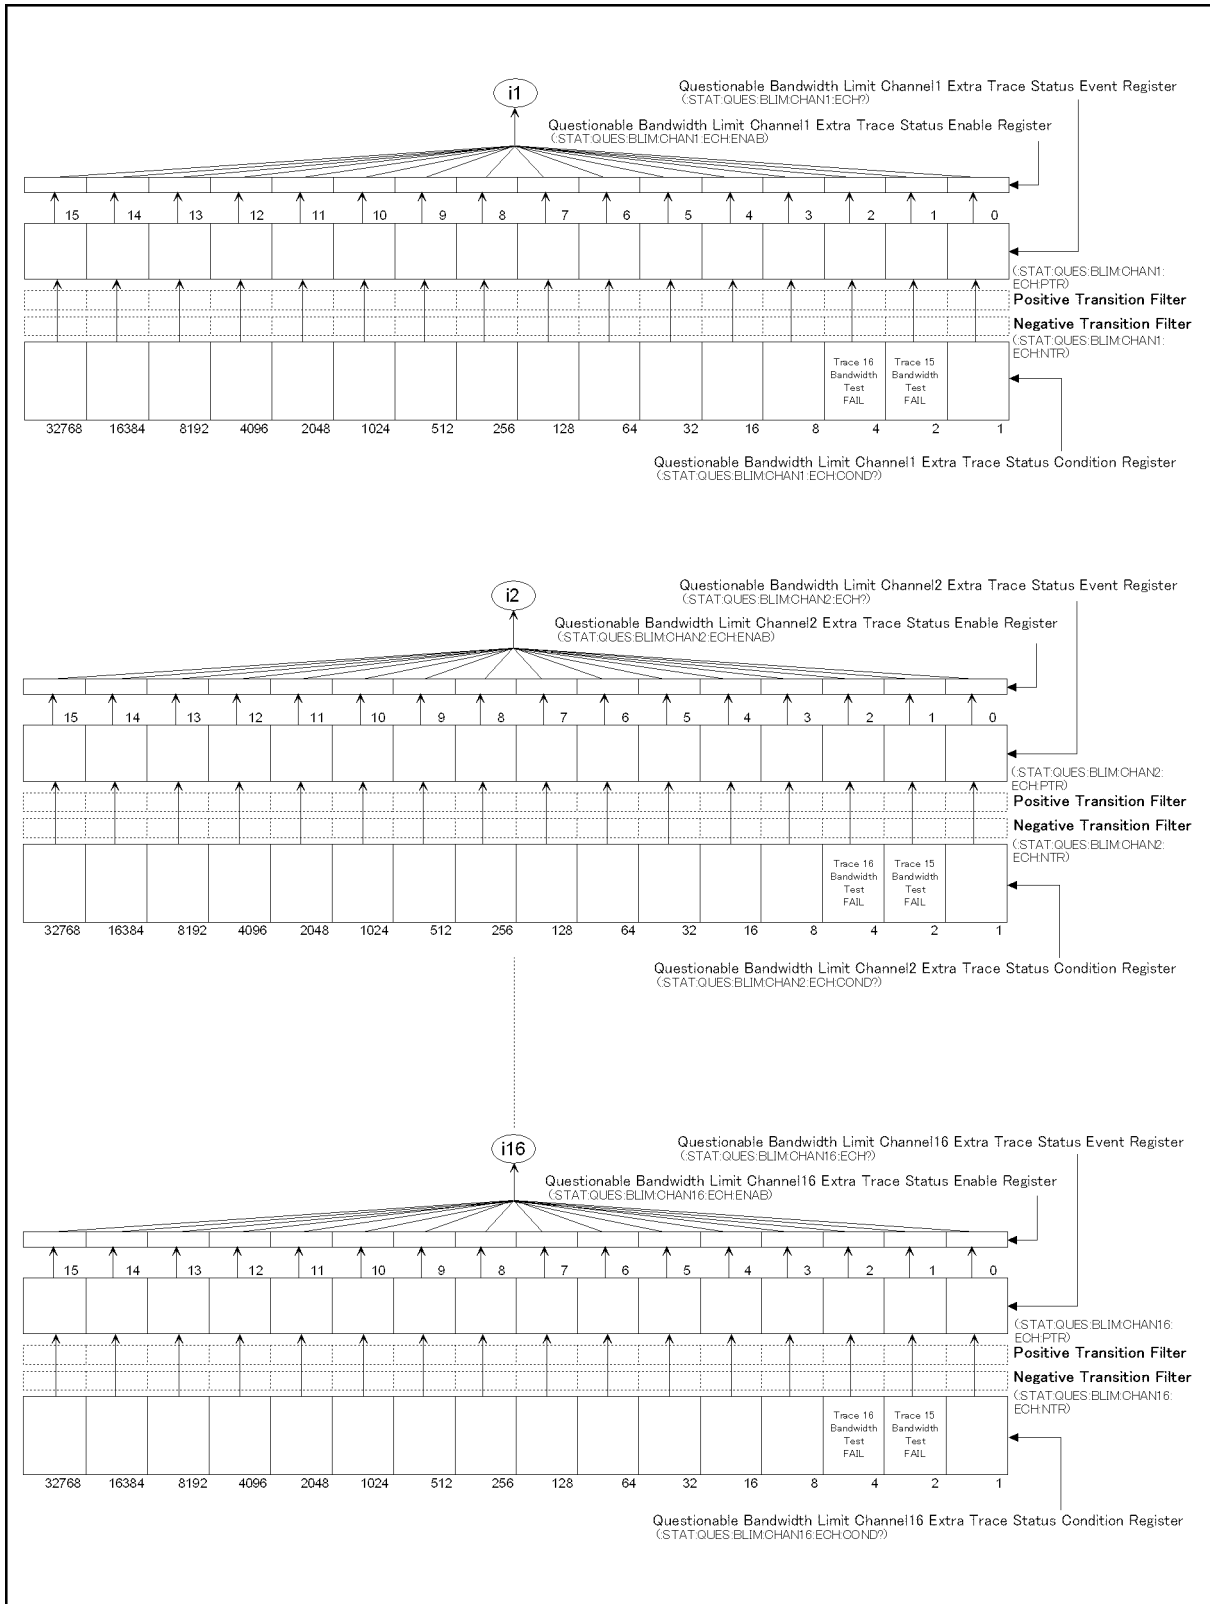 i1
Questionable Bandwidth Limit Channel1 Extra Trace Status Event Register
(:STAT:QUES:BLIM:CHAN1:ECH?)
Questionable Bandwidth Limit Channel1 Extra Trace Status Enable Register
(:STAT:QUES:BLIM:CHAN1:ECH:ENAB)
15 14 13 12 11 10 9 8 7 6 5 4 3 2 1 0
(:STAT:QUES:BLIM:CHAN1:
ECH:PTR)
Positive Transition Filter
Negative Transition Filter
(:STAT:QUES:BLIM:CHAN1:
ECH:NTR)
Trace 16 Trace 15
Bandwidth Bandwidth
Test Test
FAIL FAIL
32768 16384 8192 4096 2048 1024 512 256 128 64 32 16 8 4 2 1
Questionable Bandwidth Limit Channel1 Extra Trace Status Condition Register
(:STAT:QUES:BLIM:CHAN1:ECH:COND?)
i2
Questionable Bandwidth Limit Channel2 Extra Trace Status Event Register
(:STAT:QUES:BLIM:CHAN2:ECH?)
Questionable Bandwidth Limit Channel2 Extra Trace Status Enable Register
(:STAT:QUES:BLIM:CHAN2:ECH:ENAB)
15 14 13 12 11 10 9 8 7 6 5 4 3 2 1 0
(:STAT:QUES:BLIM:CHAN2:
ECH:PTR)
Positive Transition Filter
Negative Transition Filter
(:STAT:QUES:BLIM:CHAN2:
ECH:NTR)
Trace 16 Trace 15
Bandwidth Bandwidth
Test Test
FAIL FAIL
32768 16384 8192 4096 2048 1024 512 256 128 64 32 16 8 4 2 1
Questionable Bandwidth Limit Channel2 Extra Trace Status Condition Register
(:STAT:QUES:BLIM:CHAN2:ECH:COND?)
i16
Questionable Bandwidth Limit Channel16 Extra Trace Status Event Register
(:STAT:QUES:BLIM:CHAN16:ECH?)
Questionable Bandwidth Limit Channel16 Extra Trace Status Enable Register
(:STAT:QUES:BLIM:CHAN16:ECH:ENAB)
15 14 13 12 11 10 9 8 7 6 5 4 3 2 1 0
(:STAT:QUES:BLIM:CHAN16:
ECH:PTR)
Positive Transition Filter
Negative Transition Filter
(:STAT:QUES:BLIM:CHAN16:
ECH:NTR)
Trace 16 Trace 15
Bandwidth Bandwidth
Test Test
FAIL FAIL
32768 16384 8192 4096 2048 1024 512 256 128 64 32 16 8 4 2 1
Questionable Bandwidth Limit Channel16 Extra Trace Status Condition Register
(:STAT:QUES:BLIM:CHAN16:ECH:COND?)